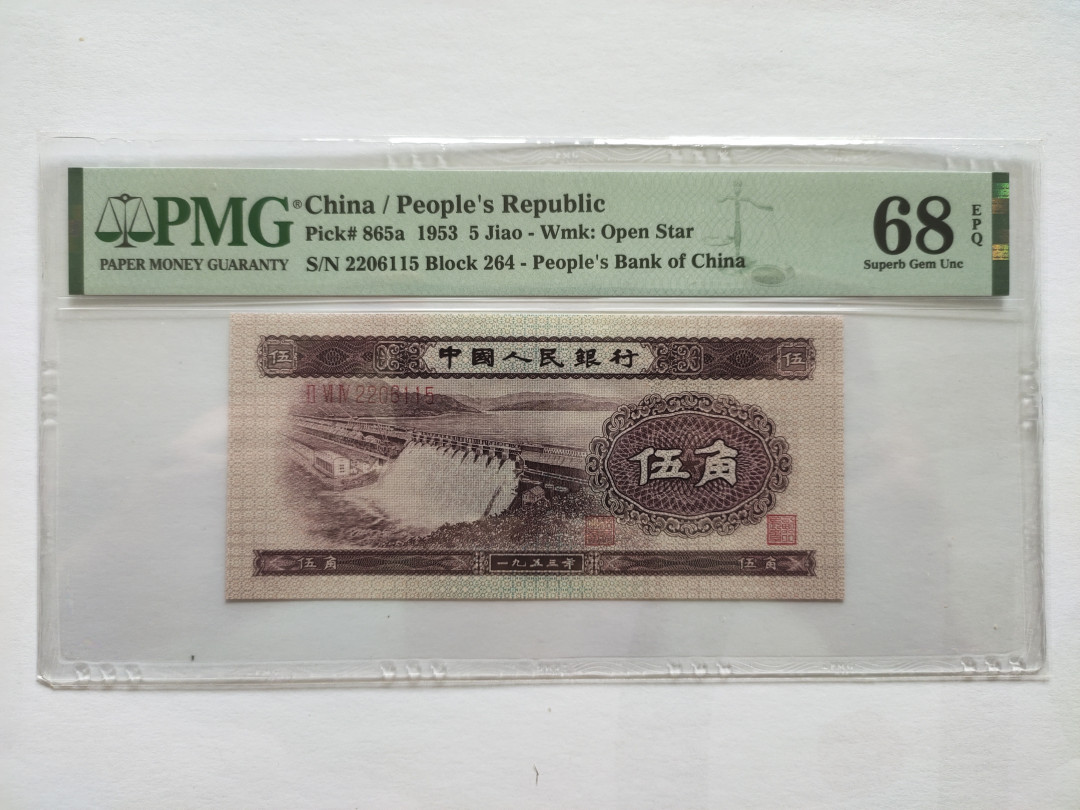 PMG®
PAPER MONEY GUARANTY
China / People's Republic
Pick# 865a 1953 5 Jiao - Wmk: Open Star
S/N 2206115 Block 264 - People's Bank of China
68
EPQ
Superb Gem Unc
伍 中國人民銀行 伍
ⅡⅥⅣ 2206115
伍角
伍角 一九五三年 伍角